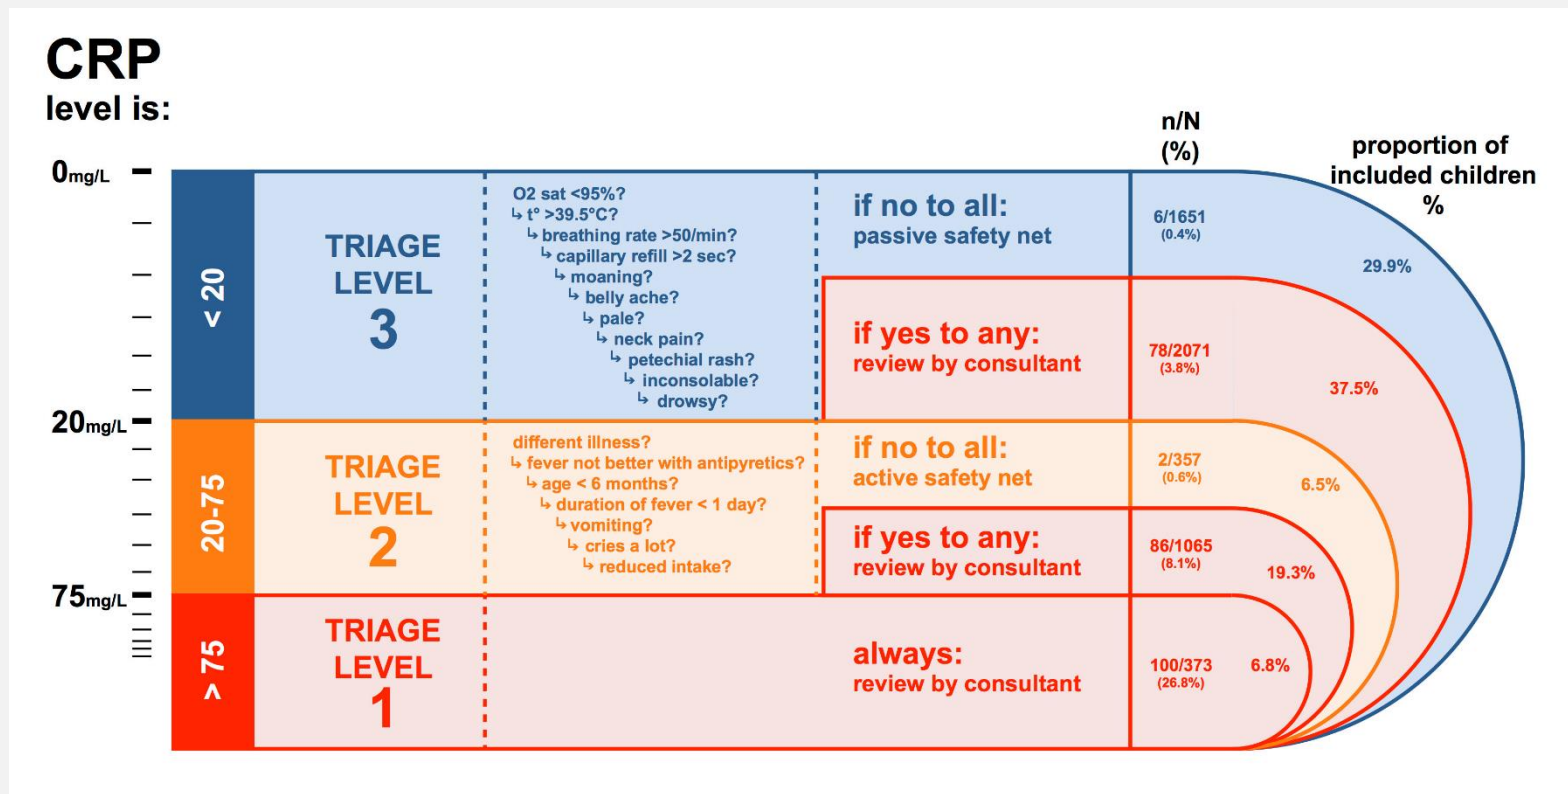 CRP
level is:
n/N
(%)
proportion of
included children
%
0mg/L
< 20
TRIAGE
LEVEL
3
O2 sat <95%?
↳ t° >39.5°C?
↳ breathing rate >50/min?
↳ capillary refill >2 sec?
↳ moaning?
↳ belly ache?
↳ pale?
↳ neck pain?
↳ petechial rash?
↳ inconsolable?
↳ drowsy?
if no to all:
passive safety net
6/1651
(0.4%)
29.9%
if yes to any:
review by consultant
78/2071
(3.8%)
37.5%
20mg/L
20-75
TRIAGE
LEVEL
2
different illness?
↳ fever not better with antipyretics?
↳ age < 6 months?
↳ duration of fever < 1 day?
↳ vomiting?
↳ cries a lot?
↳ reduced intake?
if no to all:
active safety net
2/357
(0.6%)
6.5%
if yes to any:
review by consultant
86/1065
(8.1%)
19.3%
75mg/L
> 75
TRIAGE
LEVEL
1
always:
review by consultant
100/373
(26.8%)
6.8%